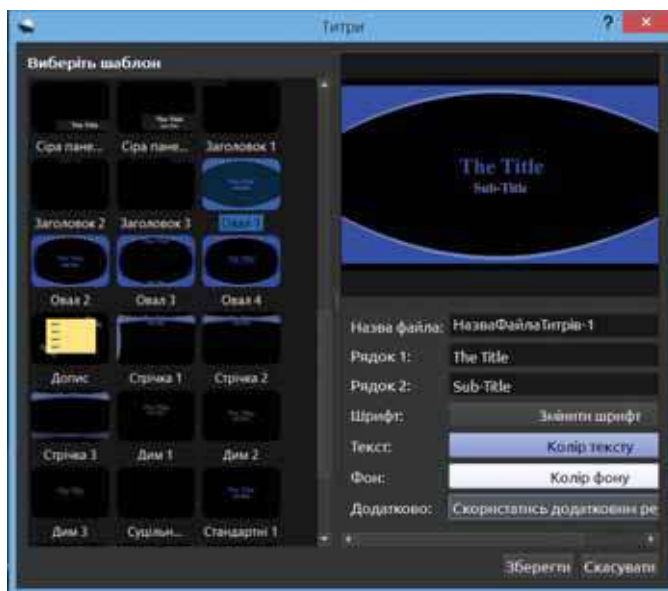 Титри
?
Виберіть шаблон
Сіра пане... Сіра пане... Заголовок 1
Заголовок 2 Заголовок 3 Овал 1
Овал 2 Овал 3 Овал 4
Допис Стрічка 1 Стрічка 2
Стрічка 3 Дим 1 Дим 2
Дим 3 Суцільн... Стандартні 1
The Title
Sub-Title
Назва файла: НазваФайлаТитрів-1
Рядок 1: The Title
Рядок 2: Sub-Title
Шрифт: Змінити шрифт
Текст: Колір тексту
Фон: Колір фону
Додатково: Скористатись додатковим ре
Зберегти Скасувати